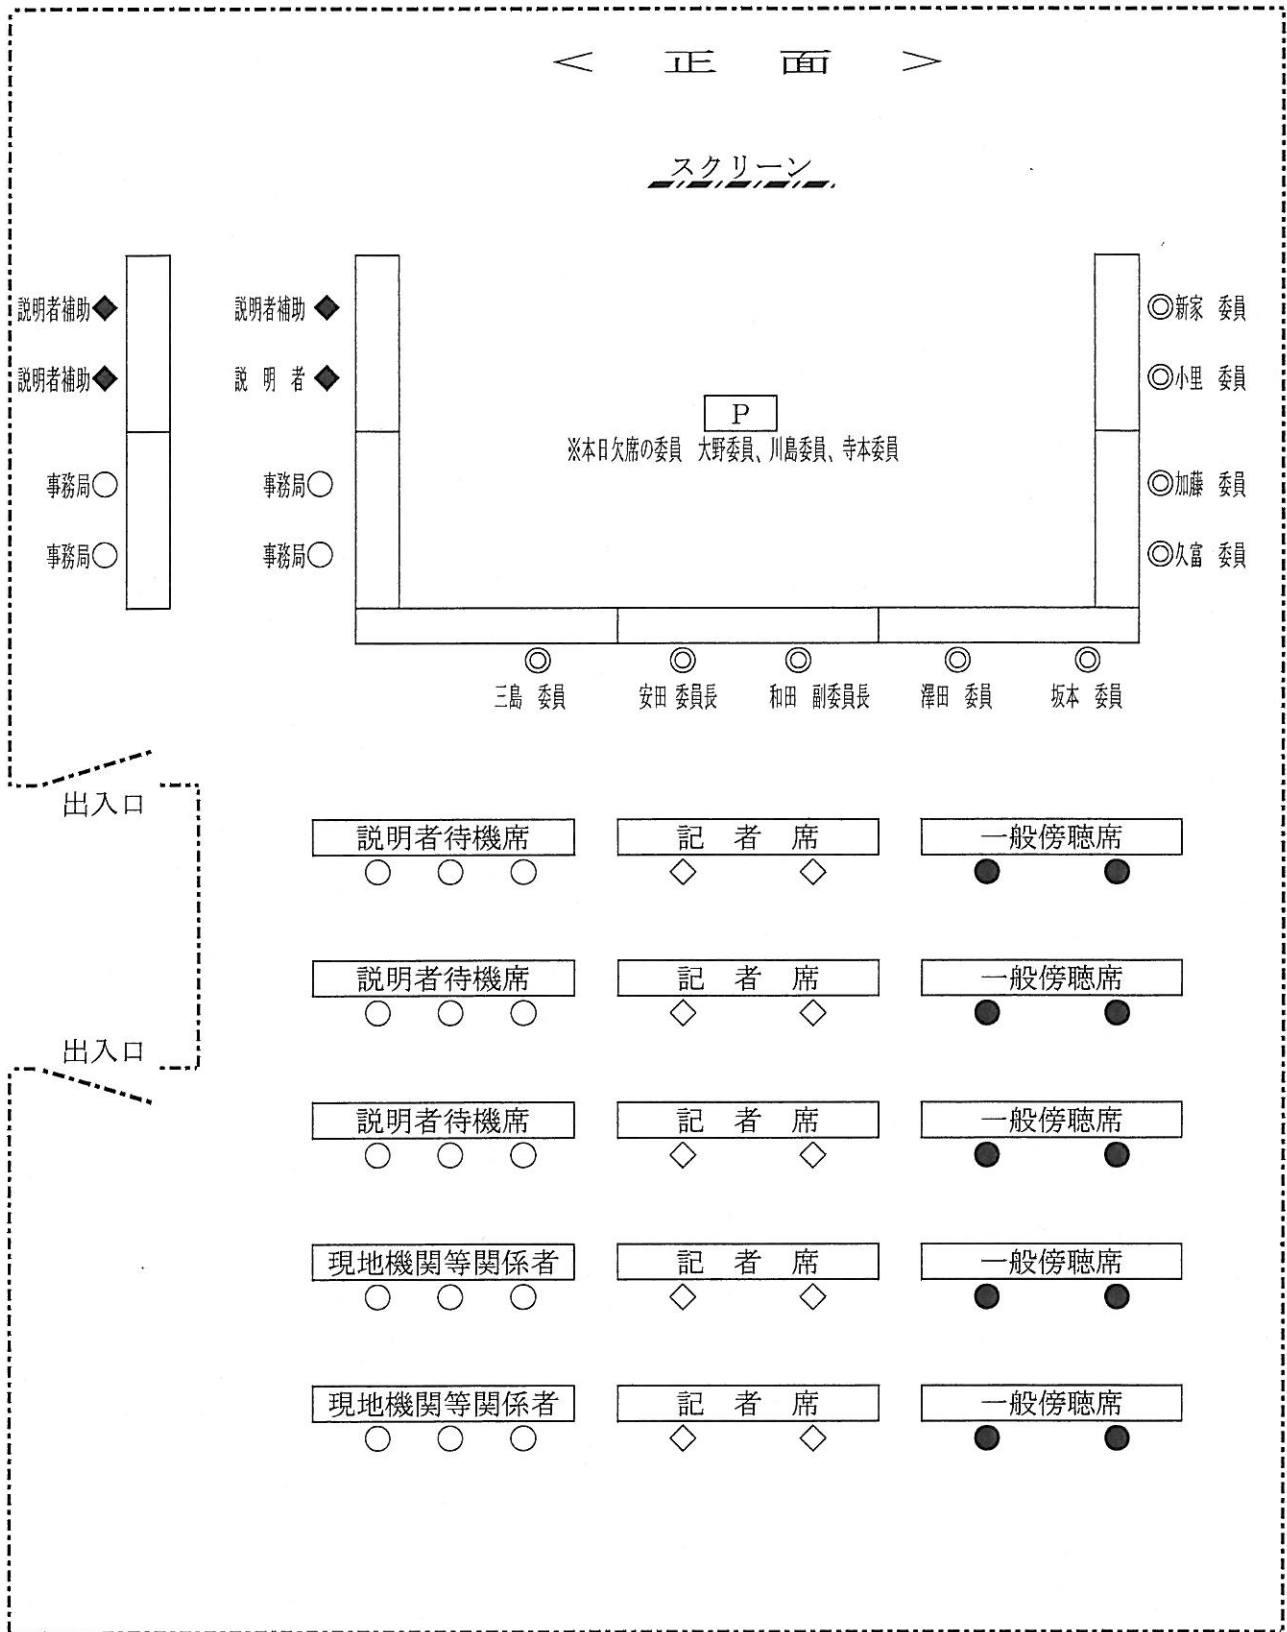 ＜ 正 面 ＞
スクリーン
説明者補助 説明者補助 新家 委員
説明者補助 説 明 者 小里 委員
P
※本日欠席の委員 大野委員、川島委員、寺本委員
事務局 事務局 加藤 委員
事務局 事務局 久富 委員
三島 委員 安田 委員長 和田 副委員長 澤田 委員 坂本 委員
出入口
説明者待機席 記 者 席 一般傍聴席
説明者待機席 記 者 席 一般傍聴席
出入口
説明者待機席 記 者 席 一般傍聴席
現地機関等関係者 記 者 席 一般傍聴席
現地機関等関係者 記 者 席 一般傍聴席